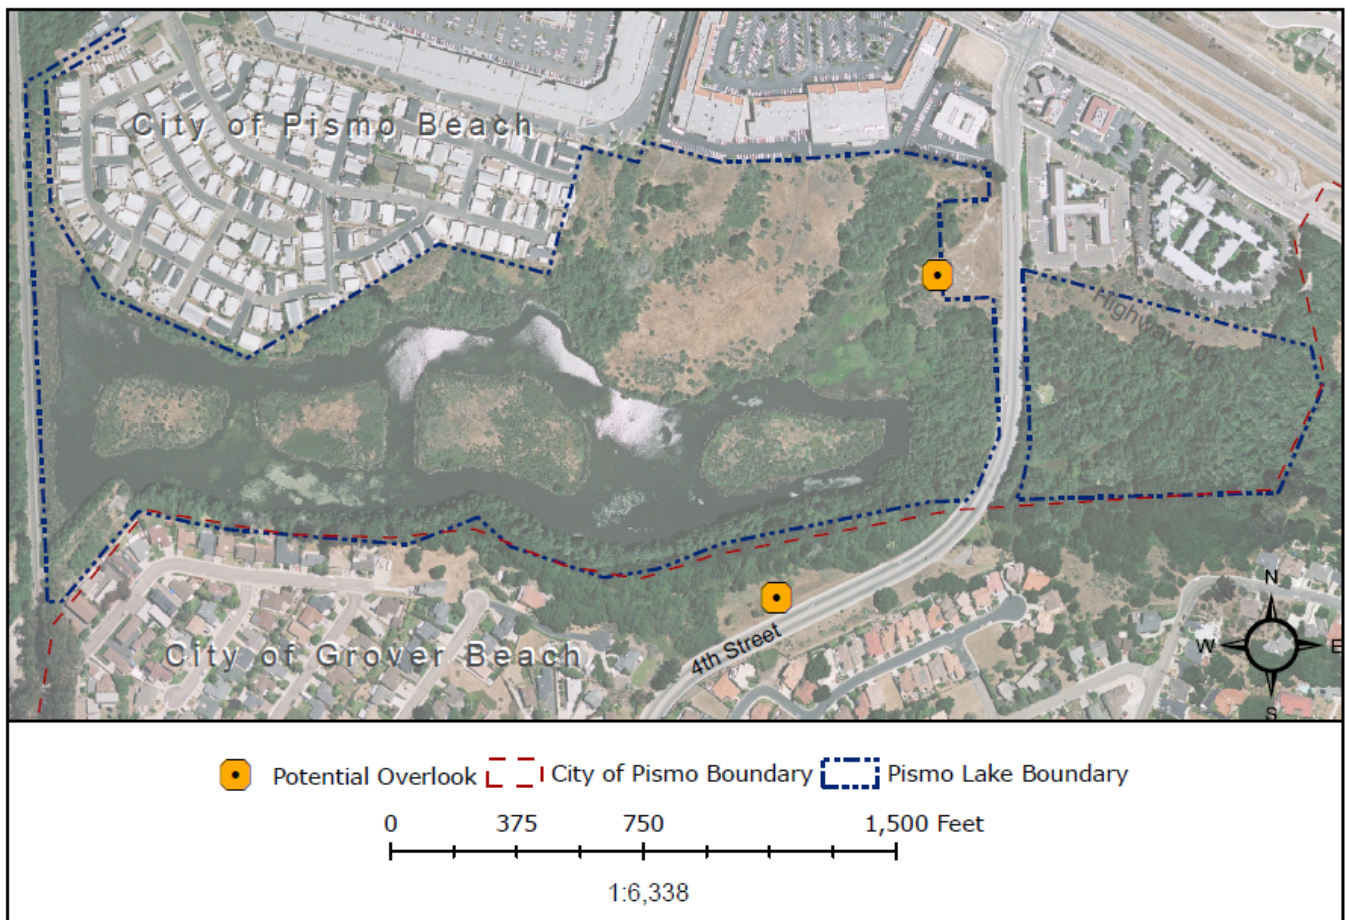 City of Pismo Beach
Highway 101
N
W E
S
4th Street
City of Grover Beach
Potential Overlook City of Pismo Boundary Pismo Lake Boundary
0 375 750 1,500 Feet
1:6,338